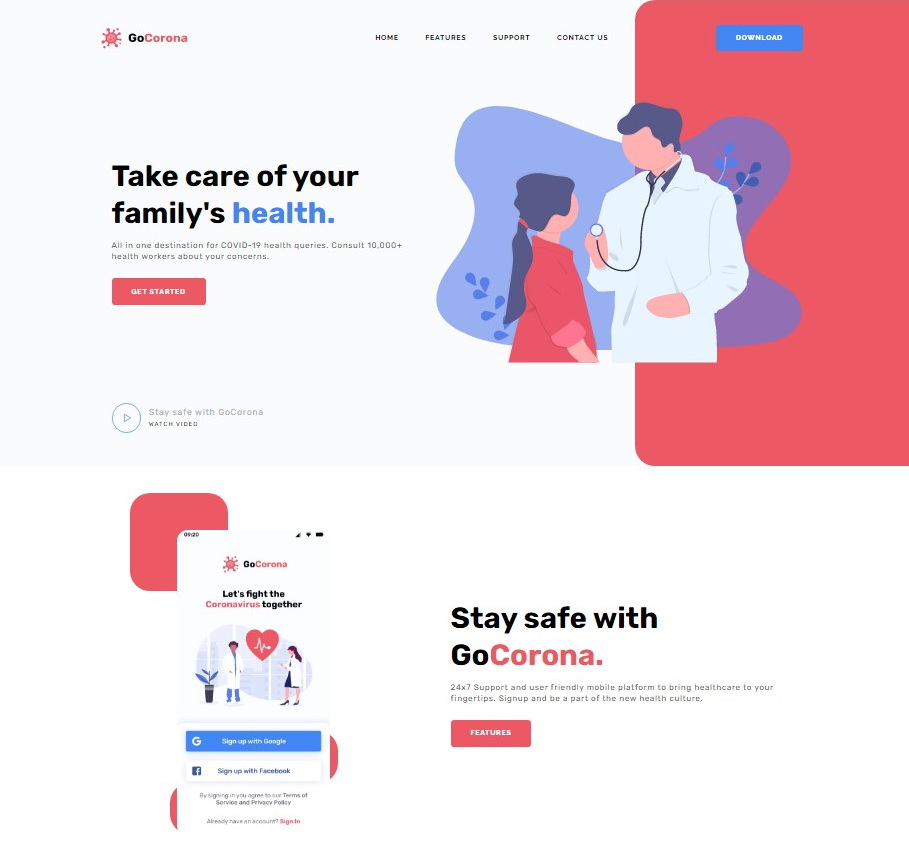 GoCorona
HOME FEATURES SUPPORT CONTACT US
DOWNLOAD
Take care of your
family's health.
All in one destination for COVID-19 health queries. Consult 10,000+
health workers about your concerns.
GET STARTED
Stay safe with GoCorona
WATCH VIDEO
09:20
GoCorona
Let's fight the
Coronavirus together
Sign up with Google
Sign up with Facebook
By signing in you agree to our Terms of
Service and Privacy Policy
Already have an account? Sign In
Stay safe with
GoCorona.
24x7 Support and user friendly mobile platform to bring healthcare to your
fingertips. Signup and be a part of the new health culture.
FEATURES